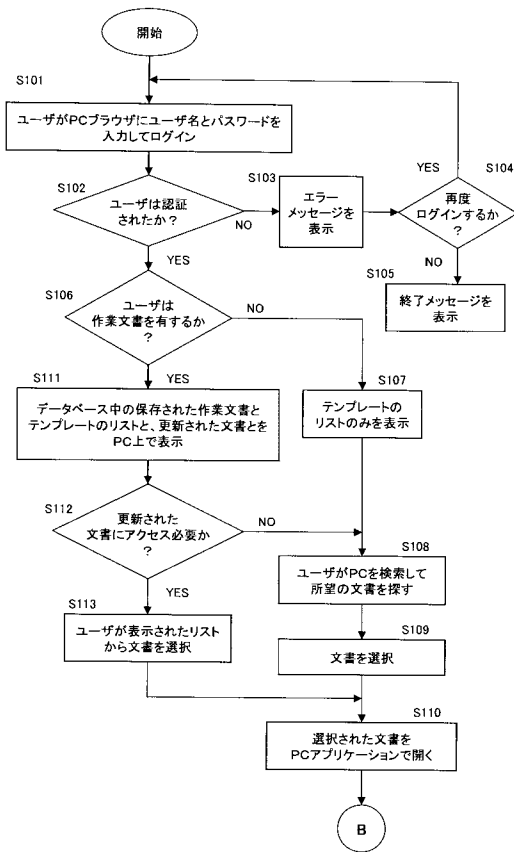 開始
S101
ユーザがPCブラウザにユーザ名とパスワードを
入力してログイン
S102
ユーザは認証
されたか？
NO
YES
S103
エラー
メッセージを
表示
S104
再度
ログインするか
？
YES
NO
S105
終了メッセージを
表示
S106
ユーザは
作業文書を有するか
？
NO
YES
S107
テンプレートの
リストのみを表示
S111
データベース中の保存された作業文書と
テンプレートのリストと、更新された文書とを
PC上で表示
S112
更新された
文書にアクセス必要か
？
NO
YES
S108
ユーザがPCを検索して
所望の文書を探す
S113
ユーザが表示されたリスト
から文書を選択
S109
文書を選択
S110
選択された文書を
PCアプリケーションで開く
B